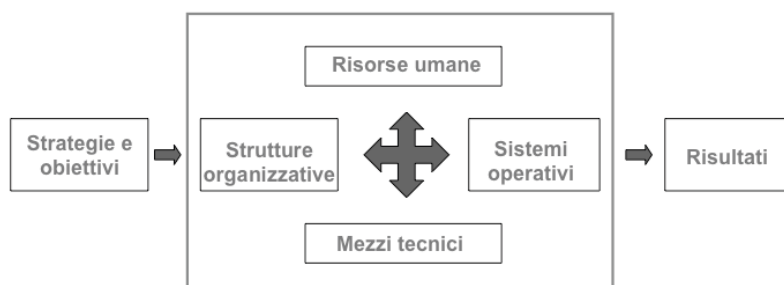 Risorse umane
Strategie e
obiettivi
Strutture
organizzative
Sistemi
operativi
Risultati
Mezzi tecnici